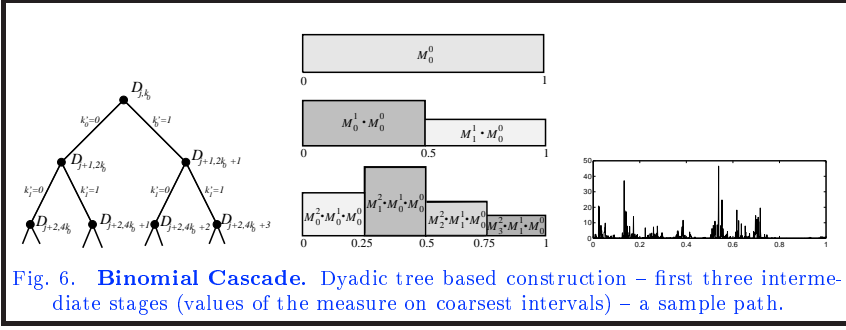 D_{j,k_0}
k'_0=0 k'_0=1
D_{j+1,2k_0} D_{j+1,2k_0+1}
k'_1=0 k'_1=1 k'_1=0 k'_1=1
D_{j+2,4k_0} D_{j+2,4k_0+1} D_{j+2,4k_0+2} D_{j+2,4k_0+3}
M^0_0
0 1
M^1_0 • M^0_0 M^1_1 • M^0_0
0 0.5 1
M^2_0•M^1_0•M^0_0 M^2_1•M^1_0•M^0_0 M^2_2•M^1_1•M^0_0 M^2_3•M^1_1•M^0_0
0 0.25 0.5 0.75 1
50
40
30
20
10
0
0 0.2 0.4 0.6 0.8 1
Fig. 6. Binomial Cascade. Dyadic tree based construction – first three interme-
diate stages (values of the measure on coarsest intervals) – a sample path.